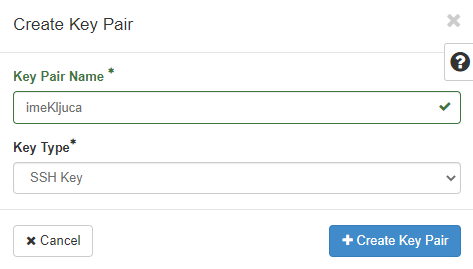 Create Key Pair
Key Pair Name *
imeKljuca
Key Type*
SSH Key
Cancel
Create Key Pair